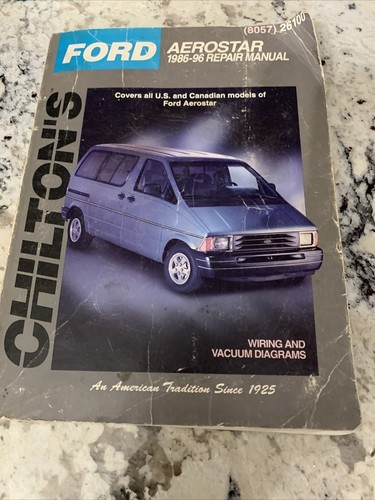 FORD
(8057) 26100
AEROSTAR
1986-96 REPAIR MANUAL
Covers all U.S. and Canadian models of
Ford Aerostar
CHILTON'S
WIRING AND
VACUUM DIAGRAMS
An American Tradition Since 1925